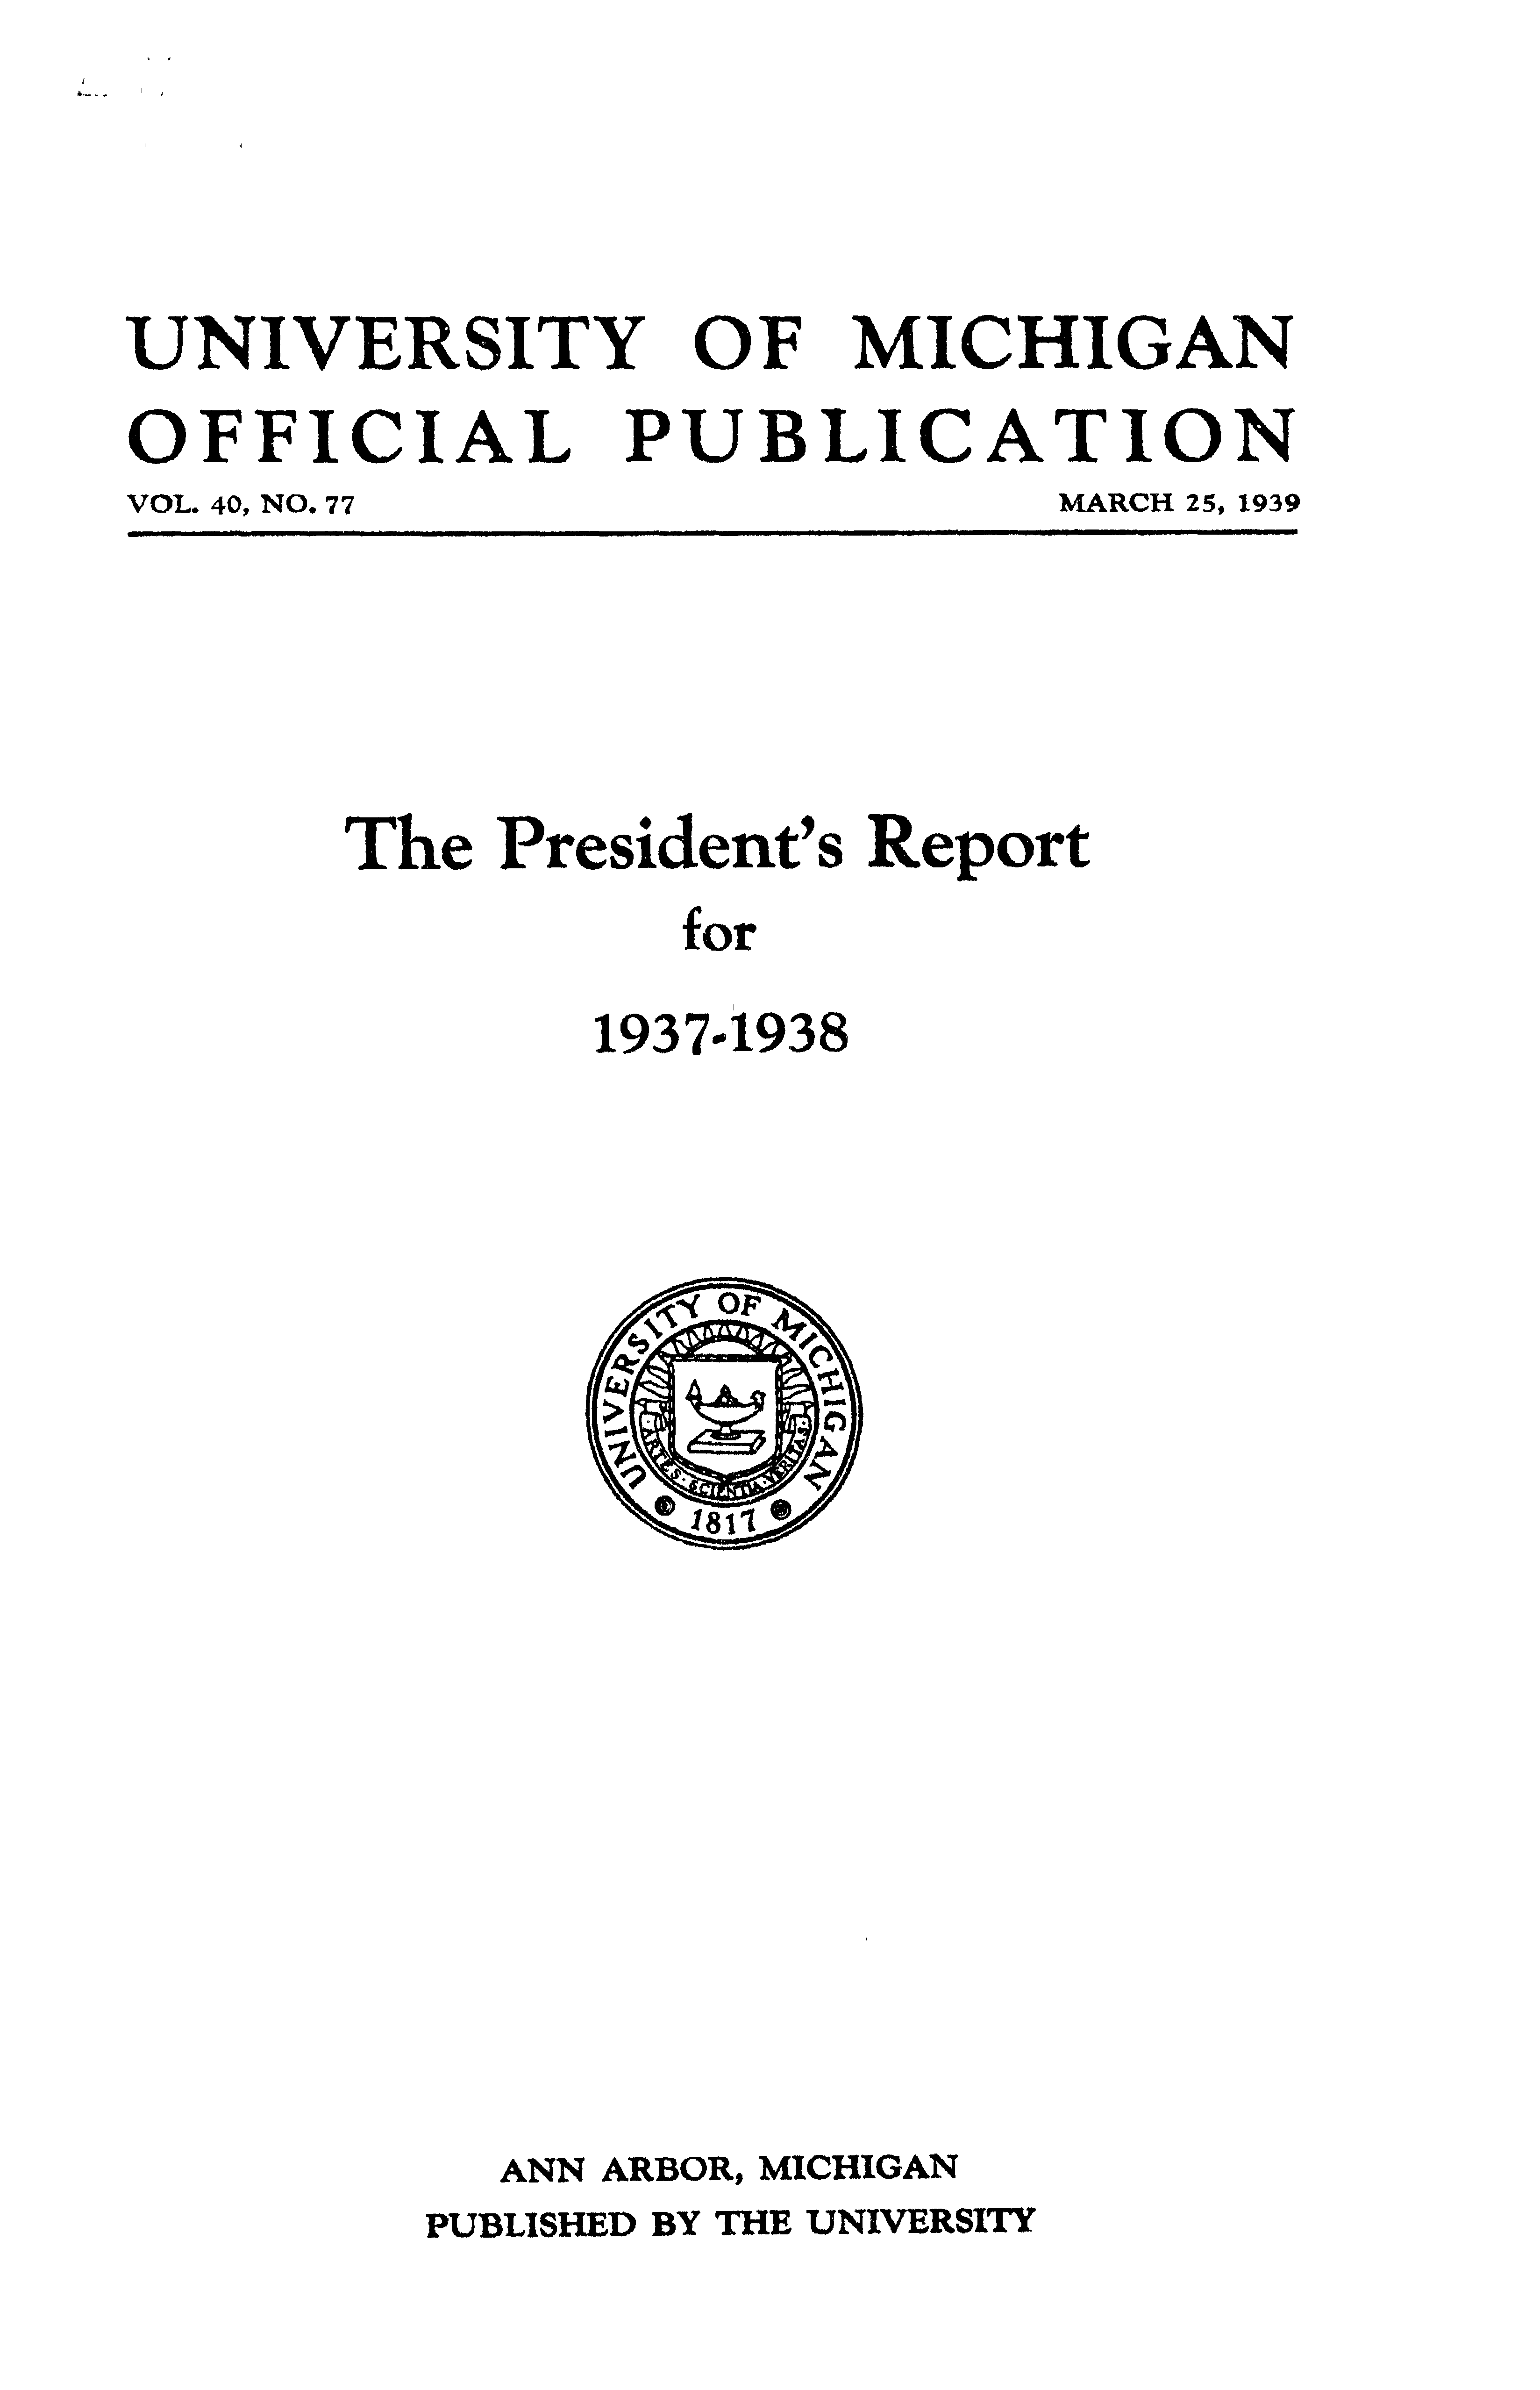 UNIVERSITY OF MICHIGAN
OFFICIAL PUBLICATION
VOL. 40, NO. 77 MARCH 25, 1939
The President's Report
for
1937-1938
UNIVERSITY OF MICHIGAN
ARTES · SCIENTIA · VERITAS
1817
ANN ARBOR, MICHIGAN
PUBLISHED BY THE UNIVERSITY